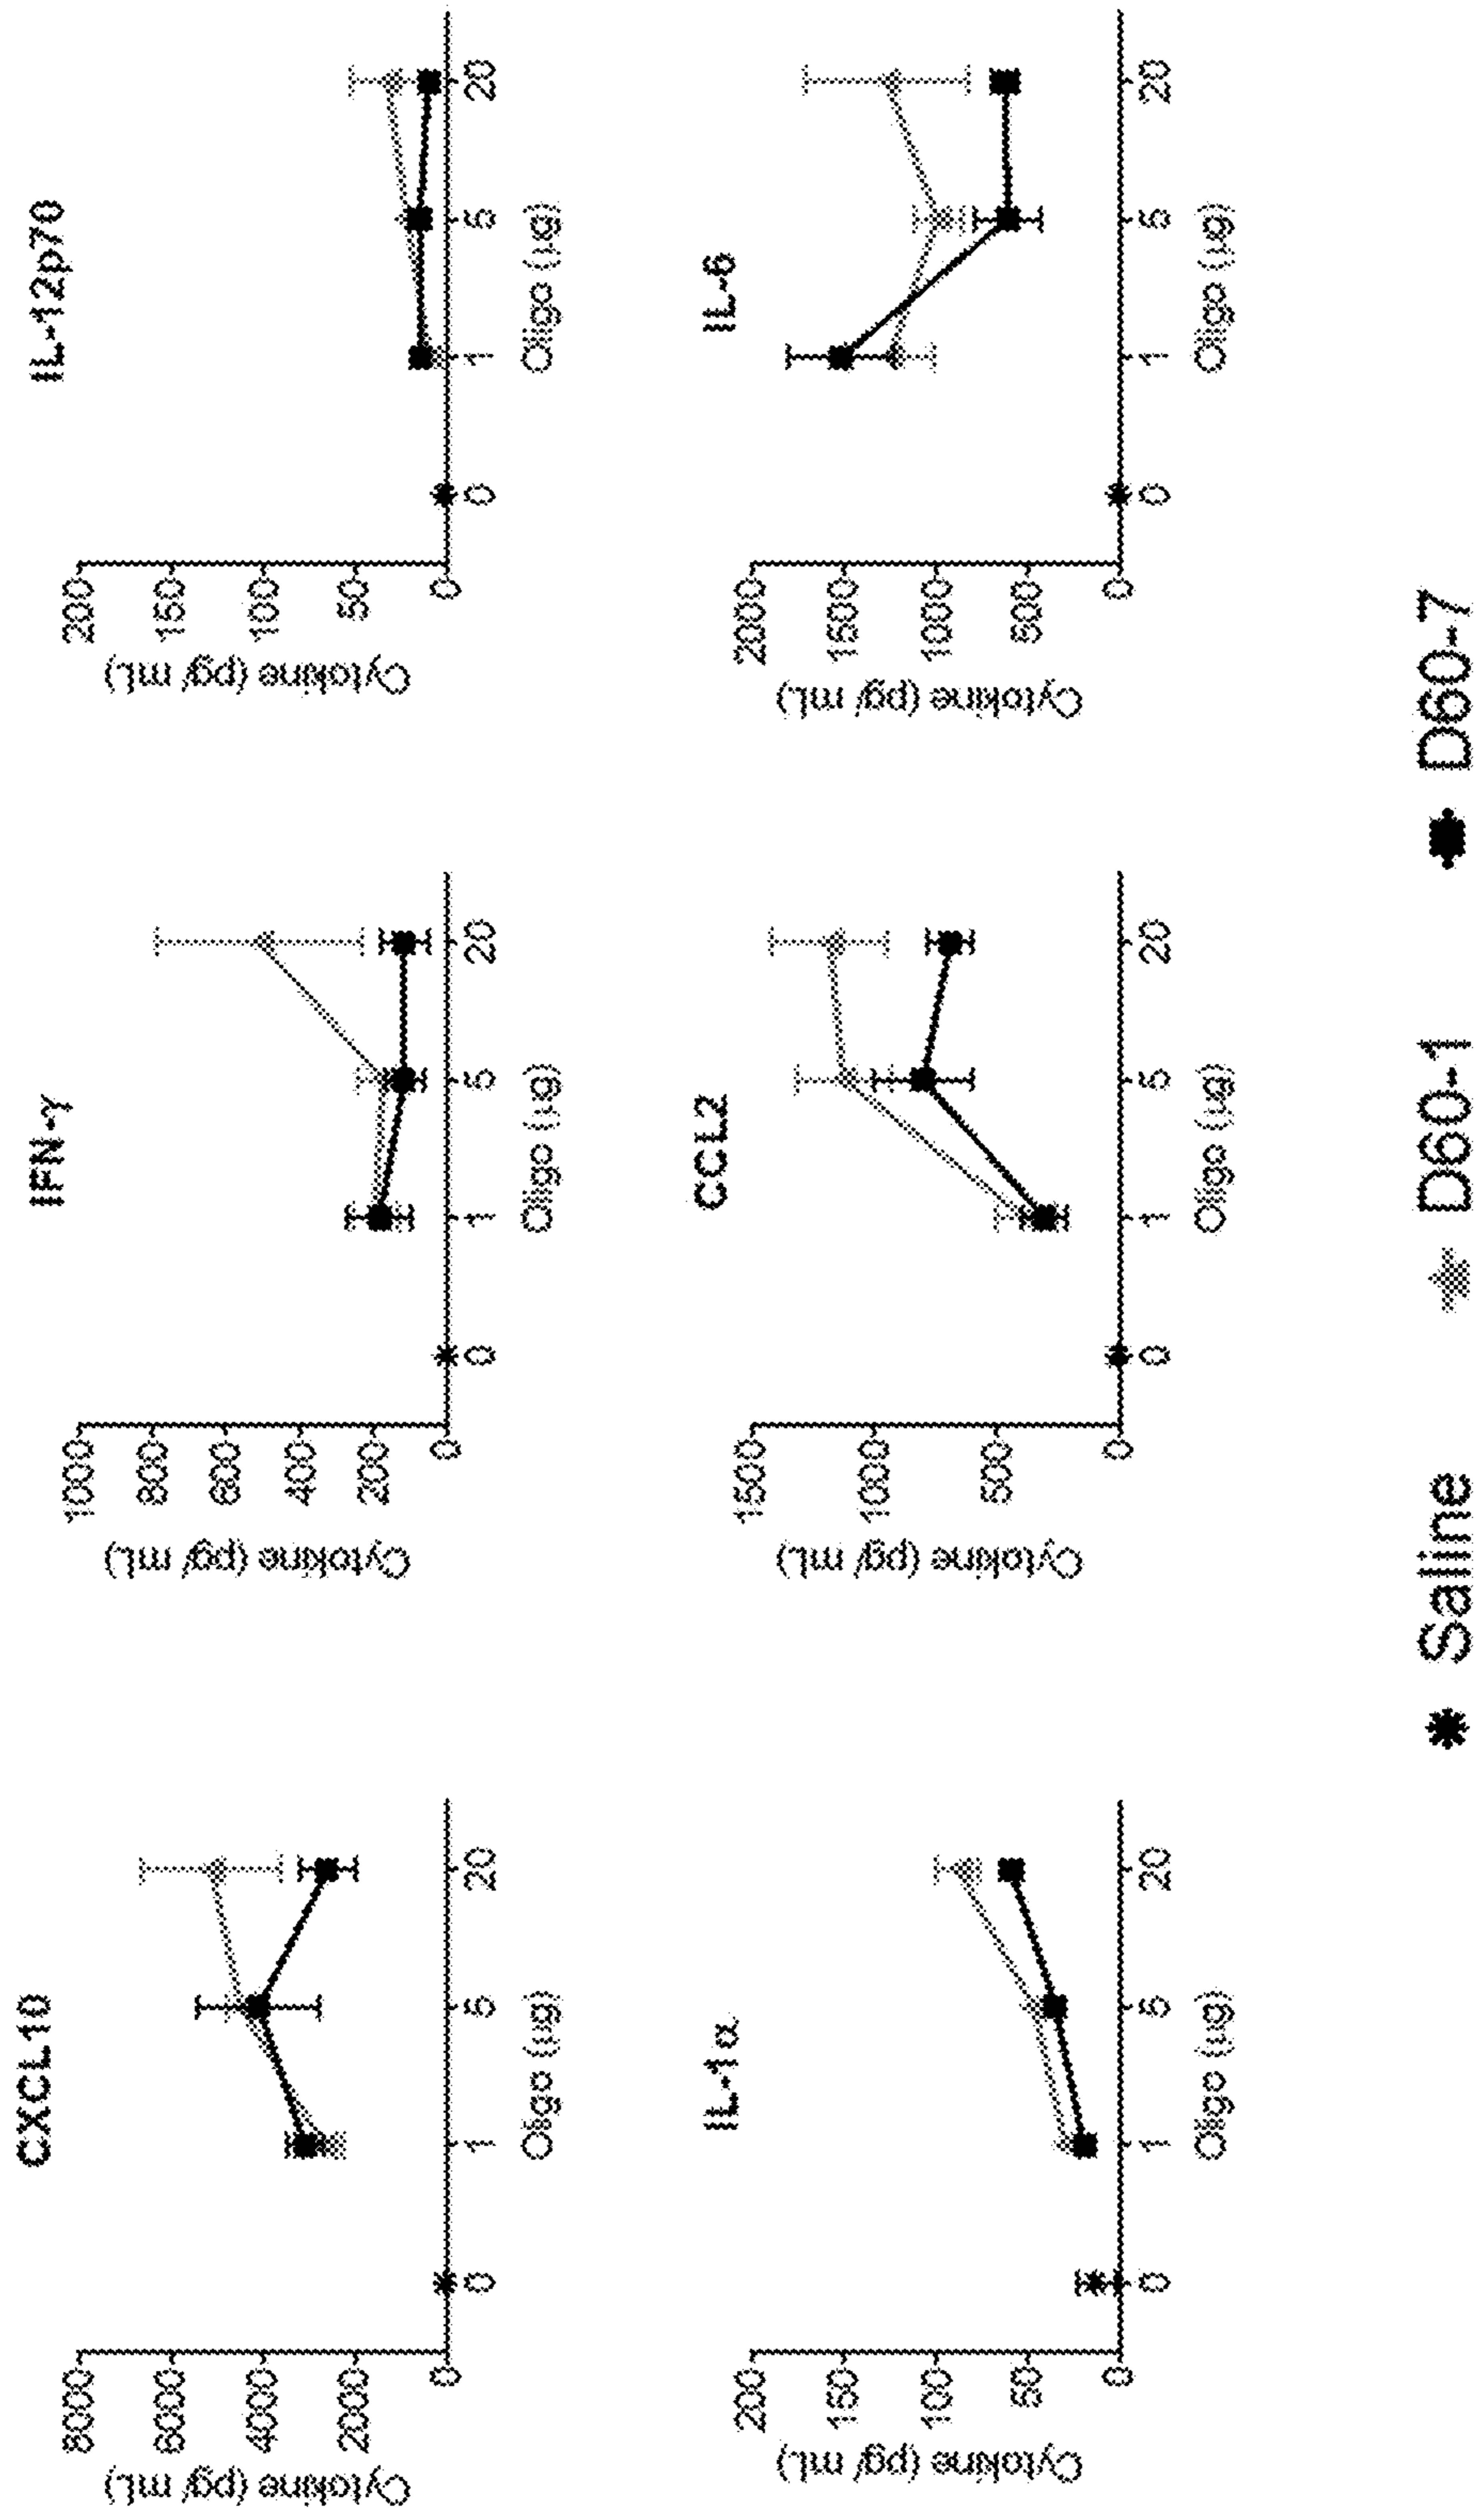 CXCL10
Cytokine (pg/mL)
8000
6000
4000
2000
0
0 1 5 20
Oligo (µg)
IFN-γ
Cytokine (pg/mL)
1000
800
600
400
200
0
0 1 5 20
Oligo (µg)
IL-12p70
Cytokine (pg/mL)
200
150
100
50
0
0 1 5 20
Oligo (µg)
IL-1α
Cytokine (pg/mL)
200
150
100
50
0
0 1 5 20
Oligo (µg)
CCL2
Cytokine (pg/mL)
1500
1000
500
0
0 1 5 20
Oligo (µg)
IL-6
Cytokine (pg/mL)
2000
1500
1000
500
0
0 1 5 20
Oligo (µg)
Saline D60-1 D60-7